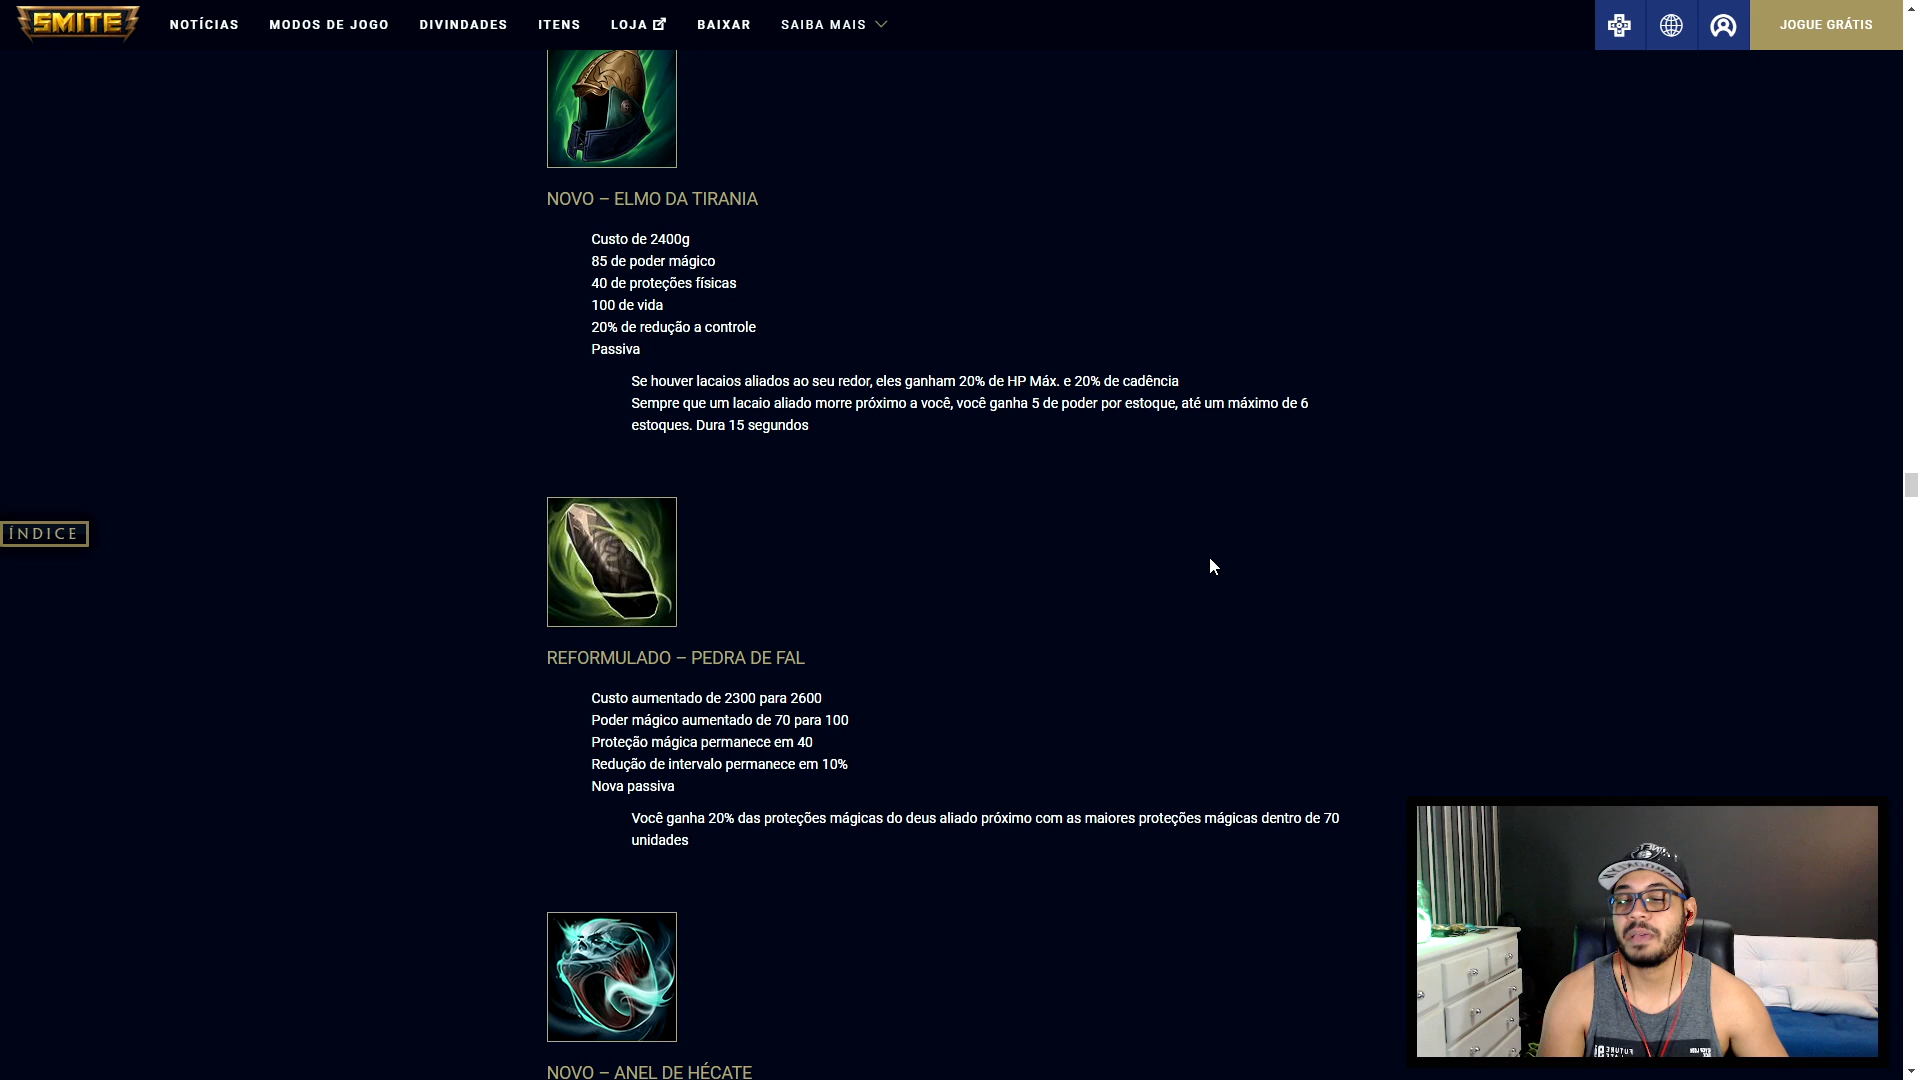 SMITE
NOTÍCIAS
MODOS DE JOGO
DIVINDADES
ITENS
LOJA
BAIXAR
SAIBA MAIS
JOGUE GRÁTIS
NOVO – ELMO DA TIRANIA
Custo de 2400g
85 de poder mágico
40 de proteções físicas
100 de vida
20% de redução a controle
Passiva
Se houver lacaios aliados ao seu redor, eles ganham 20% de HP Máx. e 20% de cadência
Sempre que um lacaio aliado morre próximo a você, você ganha 5 de poder por estoque, até um máximo de 6
estoques. Dura 15 segundos
ÍNDICE
REFORMULADO – PEDRA DE FAL
Custo aumentado de 2300 para 2600
Poder mágico aumentado de 70 para 100
Proteção mágica permanece em 40
Redução de intervalo permanece em 10%
Nova passiva
Você ganha 20% das proteções mágicas do deus aliado próximo com as maiores proteções mágicas dentro de 70
unidades
NOVO – ANEL DE HÉCATE